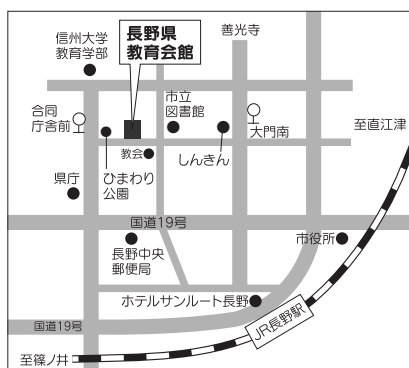 善光寺
信州大学
教育学部
長野県
教育会館
市立
図書館
合同
庁舎前
大門南
至直江津
しんきん
教会
ひまわり
公園
県庁
国道19号
市役所
長野中央
郵便局
ホテルサンルート長野
JR長野駅
国道19号
至篠ノ井